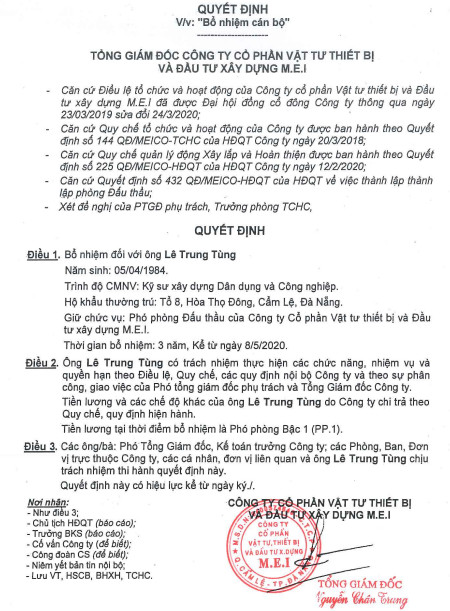 QUYẾT ĐỊNH
V/v: "Bổ nhiệm cán bộ"
TỔNG GIÁM ĐỐC CÔNG TY CỔ PHẦN VẬT TƯ THIẾT BỊ
VÀ ĐẦU TƯ XÂY DỰNG M.E.I
- Căn cứ Điều lệ tổ chức và hoạt động của Công ty cổ phần Vật tư thiết bị và Đầu
tư xây dựng M.E.I đã được Đại hội đồng cổ đông Công ty thông qua ngày
23/03/2019 sửa đổi 24/3/2020;
- Căn cứ Quy chế tổ chức và hoạt động của Công ty được ban hành theo Quyết
định số 144 QĐ/MEICO-TCHC của HĐQT Công ty ngày 20/3/2018;
- Căn cứ Quy chế quản lý động Xây lắp và Hoàn thiện được ban hành theo Quyết
định số 225 QĐ/MEICO-HĐQT của HĐQT Công ty ngày 12/2/2020;
- Căn cứ Quyết định số 432 QĐ/MEICO-HĐQT của HĐQT về việc thành lập thành
lập phòng Đấu thầu;
- Xét đề nghị của PTGĐ phụ trách, Trưởng phòng TCHC,
QUYẾT ĐỊNH
Điều 1. Bổ nhiệm đối với ông Lê Trung Tùng
Năm sinh: 05/04/1984.
Trình độ CMNV: Kỹ sư xây dựng Dân dụng và Công nghiệp.
Hộ khẩu thường trú: Tổ 8, Hòa Thọ Đông, Cẩm Lệ, Đà Nẵng.
Giữ chức vụ: Phó phòng Đấu thầu của Công ty Cổ phần Vật tư thiết bị và Đầu
tư xây dựng M.E.I.
Thời gian bổ nhiệm: 3 năm, Kể từ ngày 8/5/2020.
Điều 2. Ông Lê Trung Tùng có trách nhiệm thực hiện các chức năng, nhiệm vụ và
quyền hạn theo Điều lệ, Quy chế, các quy định nội bộ Công ty và theo sự phân
công, giao việc của Phó tổng giám đốc phụ trách và Tổng Giám đốc Công ty.
Tiền lương và các chế độ khác của ông Lê Trung Tùng do Công ty chi trả theo
Quy chế, quy định hiện hành.
Tiền lương tại thời điểm bổ nhiệm là Phó phòng Bậc 1 (PP.1).
Điều 3. Các ông/bà: Phó Tổng Giám đốc, Kế toán trưởng Công ty; các Phòng, Ban, Đơn
vị trực thuộc Công ty, các cá nhân, đơn vị liên quan và ông Lê Trung Tùng chịu
trách nhiệm thi hành quyết định này.
Quyết định này có hiệu lực kể từ ngày ký./.
Nơi nhận:
- Như điều 3;
- Chủ tịch HĐQT (báo cáo);
- Trưởng BKS (báo cáo);
- Cố vấn Công ty (để biết);
- Công đoàn CS (để biết);
- Niêm yết bản tin nội bộ;
- Lưu VT, HSCB, BHXH, TCHC.
CÔNG TY CỔ PHẦN VẬT TƯ THIẾT BỊ
VÀ ĐẦU TƯ XÂY DỰNG M.E.I
CÔNG TY
CỔ PHẦN
VẬT TƯ, THIẾT BỊ
VÀ ĐẦU TƯ X.DỰNG
M.E.I
Q.CẨM LỆ - TP.ĐÀ NẴNG
TỔNG GIÁM ĐỐC
Nguyễn Chấn Trung